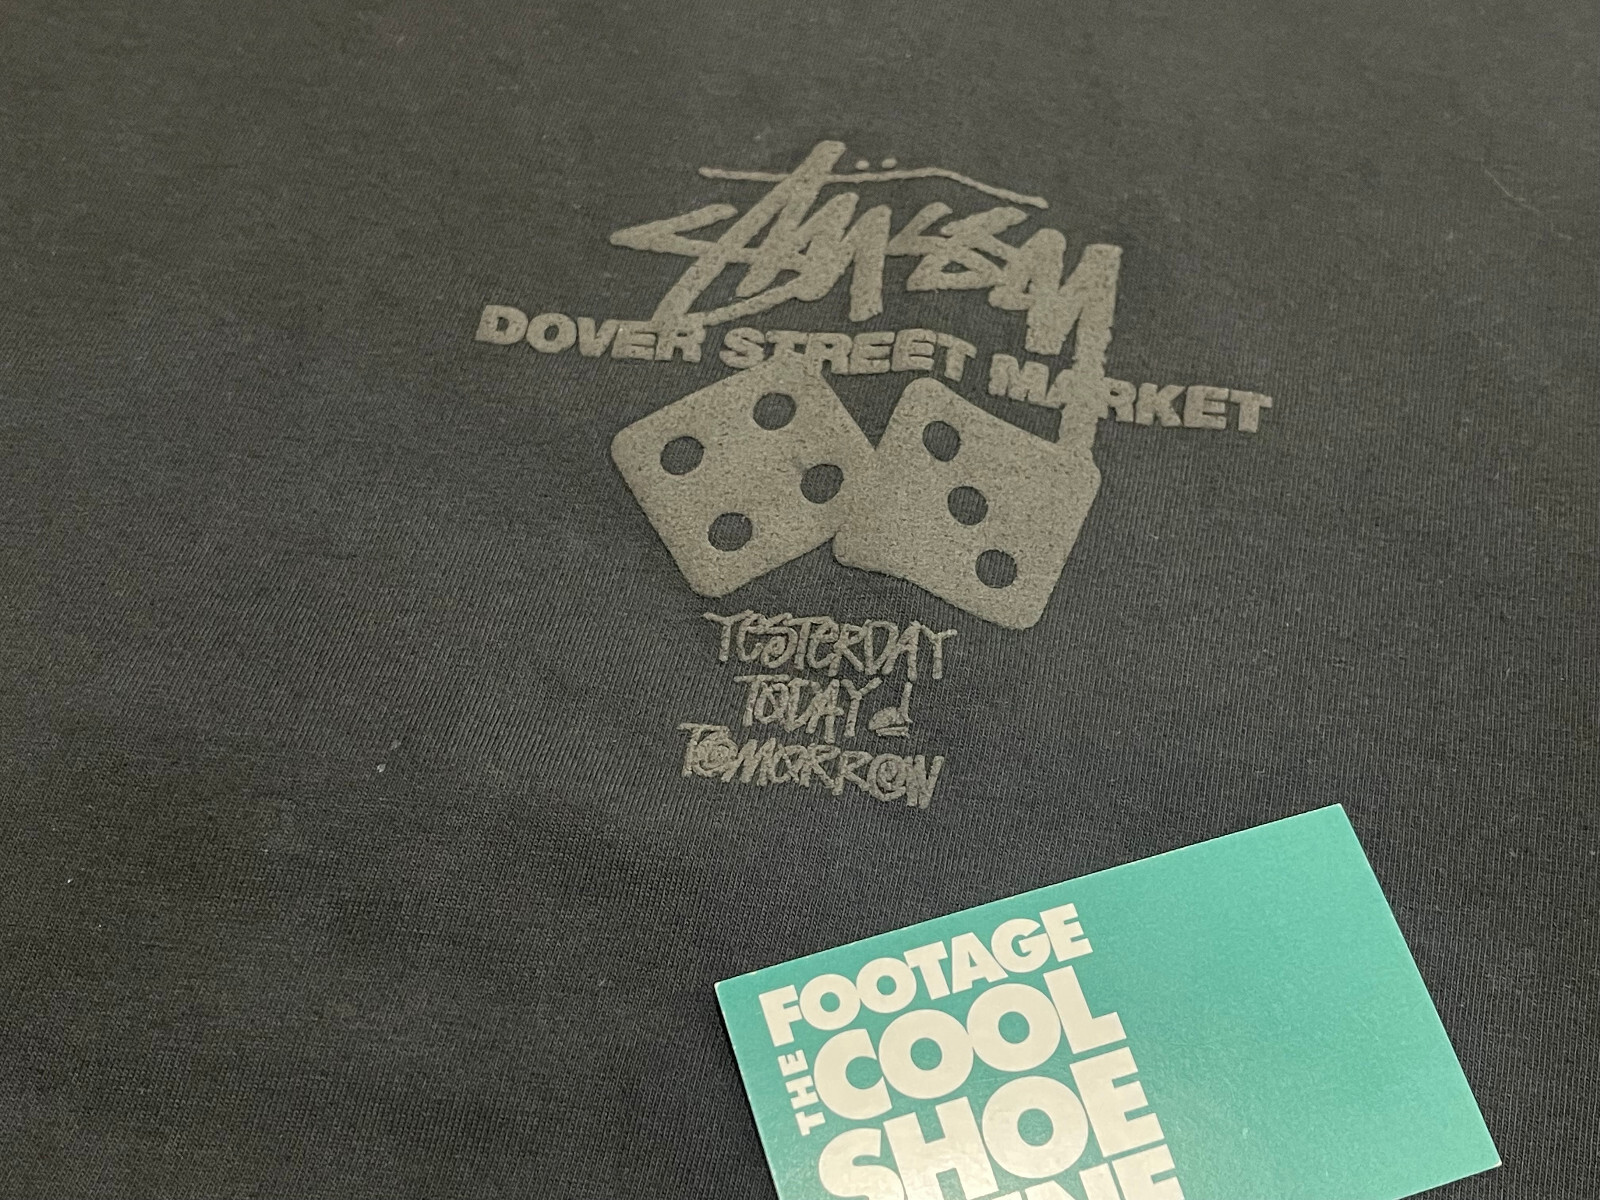 STÜSSY
DOVER STREET MARKET
YESTERDAY
TODAY &
TOMORROW
FOOTAGE
THE COOL
SHOE